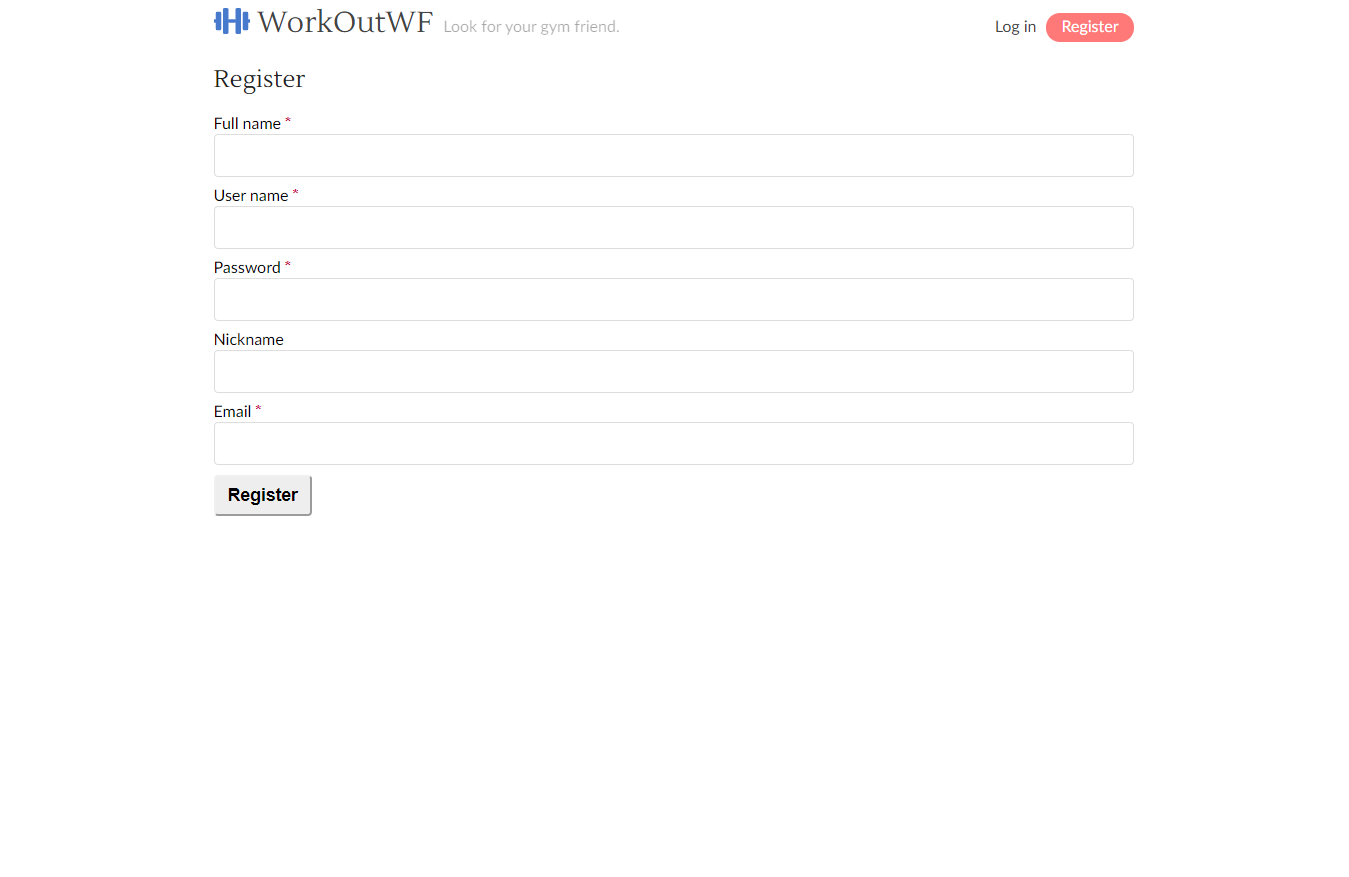 WorkOutWF Look for your gym friend. Log in Register
Register
Full name *
User name *
Password *
Nickname
Email *
Register